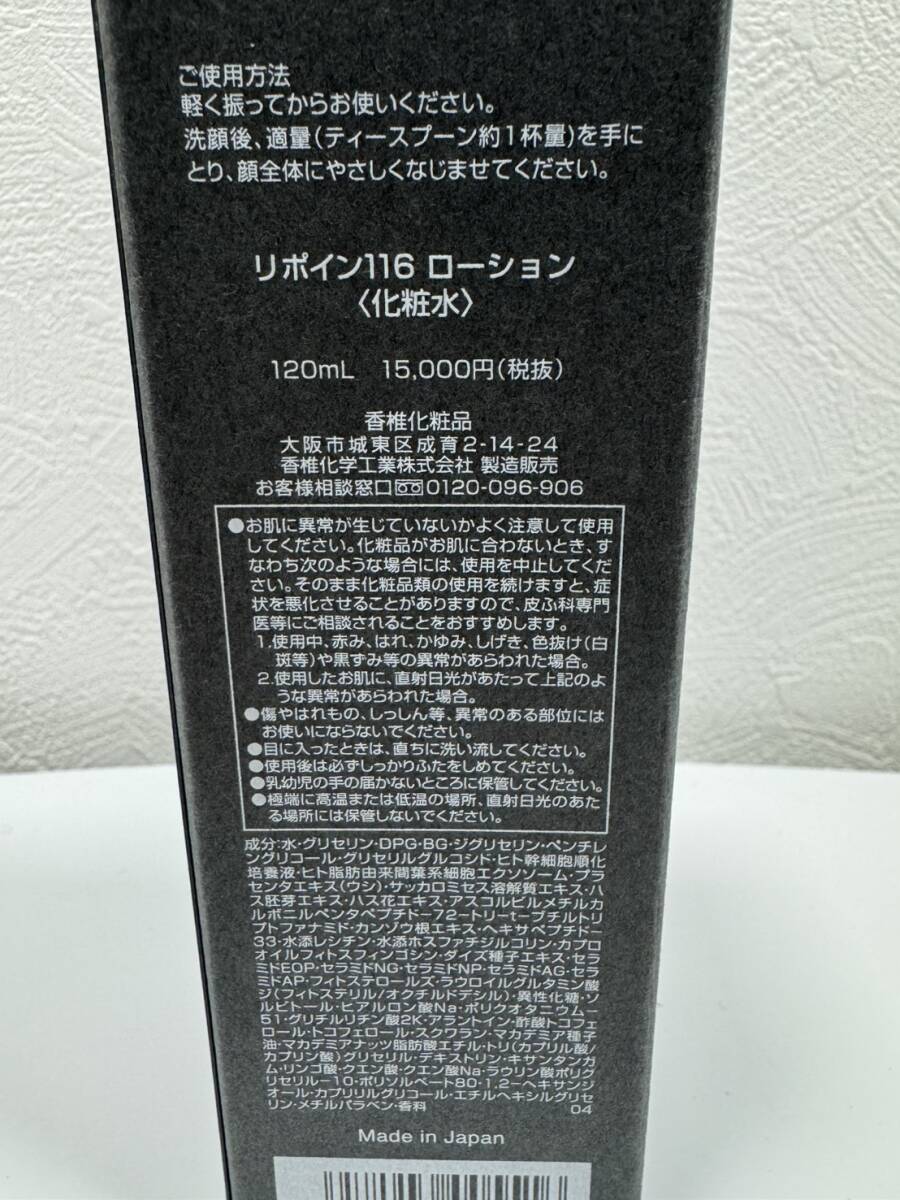 ご使用方法
軽く振ってからお使いください。
洗顔後、適量(ティースプーン約1杯量)を手に
とり、顔全体にやさしくなじませてください。
リポイン116 ローション
〈化粧水〉
120mL 15,000円(税抜)
香椎化粧品
大阪市城東区成育2-14-24
香椎化学工業株式会社 製造販売
お客様相談窓口 0120-096-906
●お肌に異常が生じていないかよく注意して使用
してください。化粧品がお肌に合わないとき、す
なわち次のような場合には、使用を中止してくだ
さい。そのまま化粧品類の使用を続けますと、症
状を悪化させることがありますので、皮ふ科専門
医等にご相談されることをおすすめします。
1.使用中、赤み、はれ、かゆみ、しげき、色抜け(白
斑等)や黒ずみ等の異常があらわれた場合。
2.使用したお肌に、直射日光があたって上記のよ
うな異常があらわれた場合。
●傷やはれもの、しっしん等、異常のある部位には
お使いにならないでください。
●目に入ったときは、直ちに洗い流してください。
●使用後は必ずしっかりふたをしめてください。
●乳幼児の手の届かないところに保管してください。
●極端に高温または低温の場所、直射日光のあた
る場所には保管しないでください。
成分:水・グリセリン・DPG・BG・ジグリセリン・ペンチレ
ングリコール・グリセリルグルコシド・ヒト幹細胞順化
培養液・ヒト脂肪由来間葉系細胞エクソソーム・プラ
センタエキス(ウシ)・サッカロミセス溶解質エキス・ハ
ス胚芽エキス・ハス花エキス・アスコルビルメチルカ
ルボニルペンタペプチドー72ートリーtーブチルトリ
プトファナミド・カンゾウ根エキス・ヘキサペプチドー
33・水添レシチン・水添ホスファチジルコリン・カプロ
オイルフィトスフィンゴシン・ダイズ種子エキス・セラ
ミドEOP・セラミドNG・セラミドNP・セラミドAG・セラ
ミドAP・フィトステロールズ・ラウロイルグルタミン酸
ジ(フィトステリル/オクチルドデシル)・異性化糖・ソ
ルビトール・ヒアルロン酸Na・ポリクオタニウムー
51・グリチルリチン酸2K・アラントイン・酢酸トコフェ
ロール・トコフェロール・スクワラン・マカデミア種子
油・マカデミアナッツ脂肪酸エチル・トリ(カプリル酸/
カプリン酸)グリセリル・デキストリン・キサンタンガ
ム・リンゴ酸・クエン酸・クエン酸Na・ラウリン酸ポリグ
リセリルー10・ポリソルベート80・1,2ーヘキサンジ
オール・カプリリルグリコール・エチルヘキシルグリセ
リン・メチルパラベン・香料 04
Made in Japan